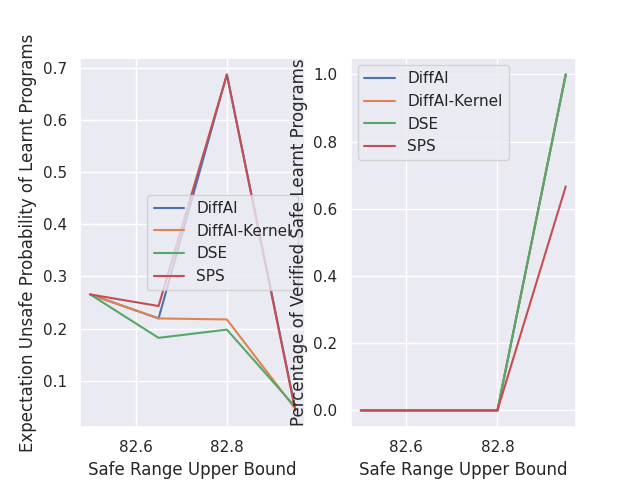 Expectation Unsafe Probability of Learnt Programs
0.7
0.6
0.5
0.4
0.3
0.2
0.1
82.6
82.8
Safe Range Upper Bound
DiffAI
DiffAI-Kernel
DSE
SPS
Percentage of Verified Safe Learnt Programs
1.0
0.8
0.6
0.4
0.2
0.0
82.6
82.8
Safe Range Upper Bound
DiffAI
DiffAI-Kernel
DSE
SPS